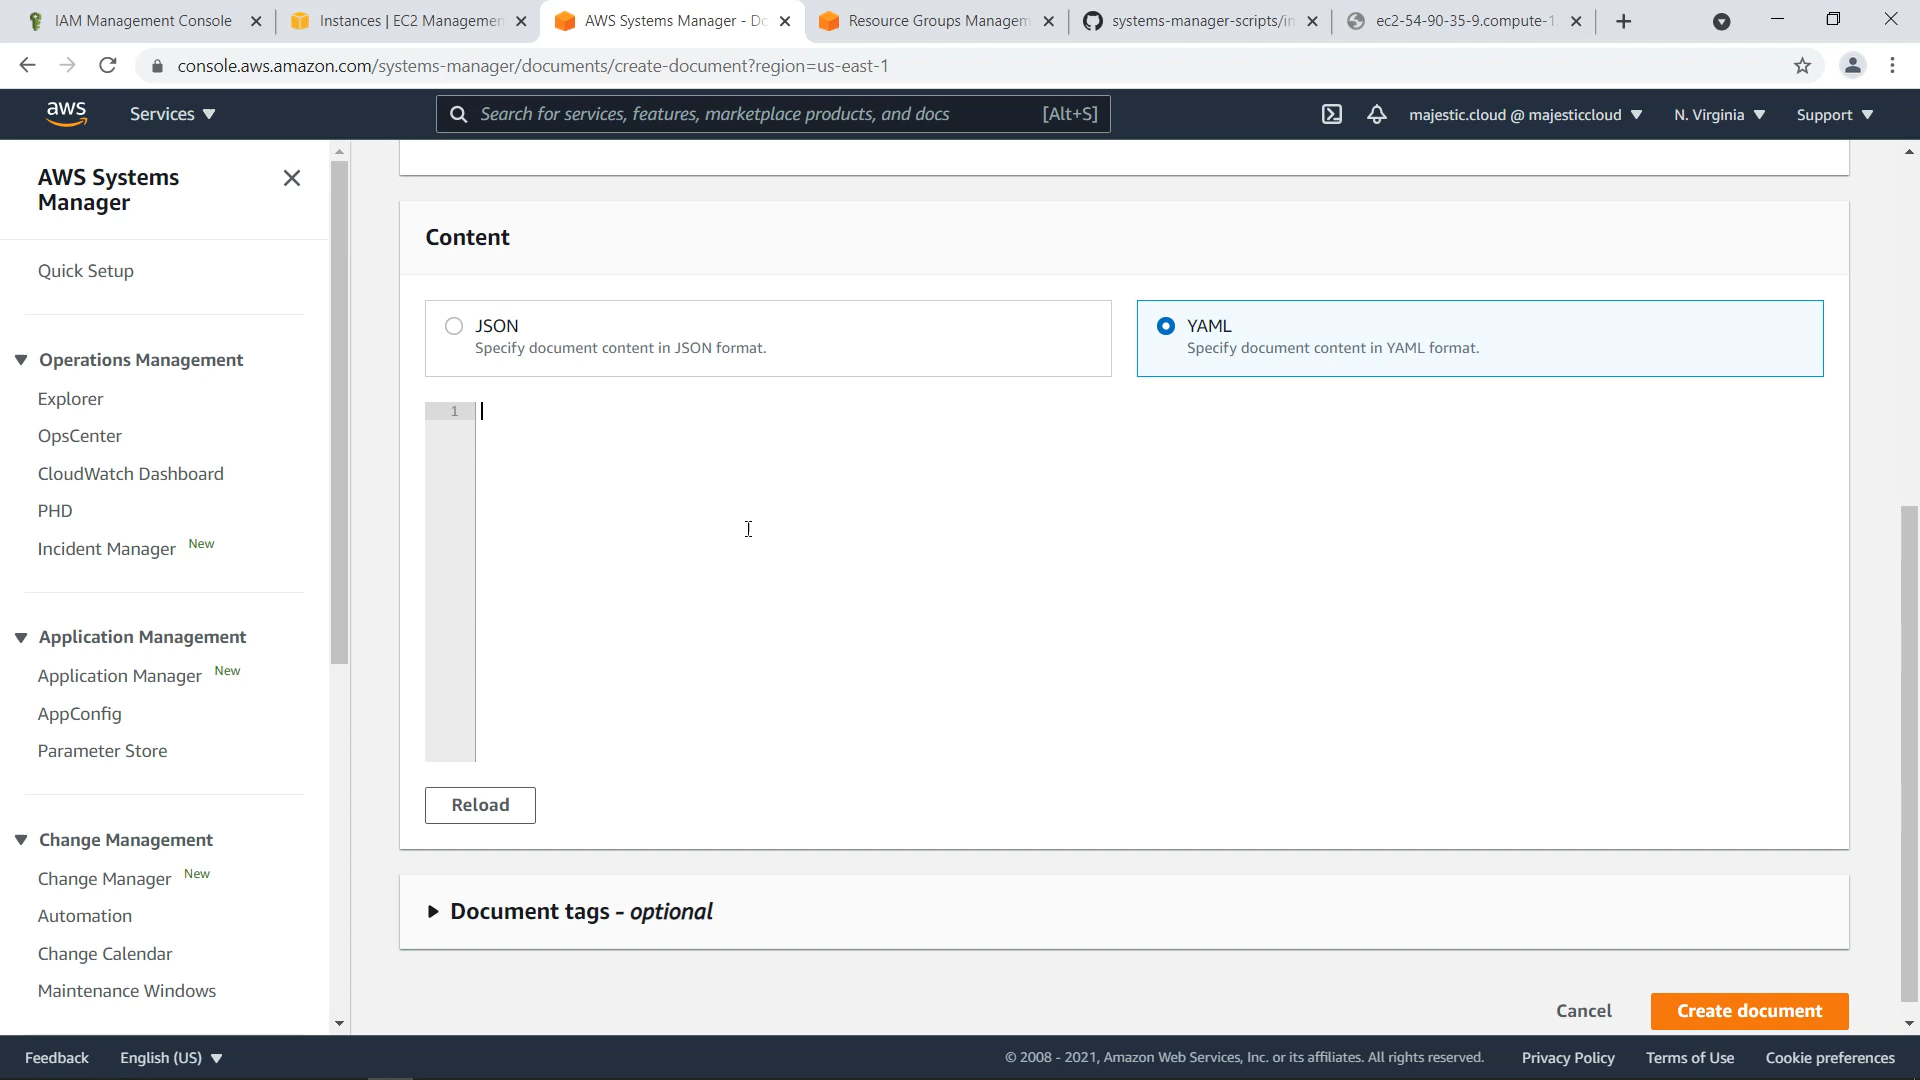 IAM Management Console
Instances | EC2 Managemen
AWS Systems Manager - Do
Resource Groups Managem
systems-manager-scripts/in
ec2-54-90-35-9.compute-1.
console.aws.amazon.com/systems-manager/documents/create-document?region=us-east-1
aws
Services
Search for services, features, marketplace products, and docs
[Alt+S]
majestic.cloud @ majesticcloud
N. Virginia
Support
AWS Systems
Manager
Quick Setup
Operations Management
Explorer
OpsCenter
CloudWatch Dashboard
PHD
Incident Manager New
Application Management
Application Manager New
AppConfig
Parameter Store
Change Management
Change Manager New
Automation
Change Calendar
Maintenance Windows
Content
JSON
Specify document content in JSON format.
YAML
Specify document content in YAML format.
1
Reload
Document tags - optional
Cancel
Create document
Feedback
English (US)
© 2008 - 2021, Amazon Web Services, Inc. or its affiliates. All rights reserved.
Privacy Policy
Terms of Use
Cookie preferences